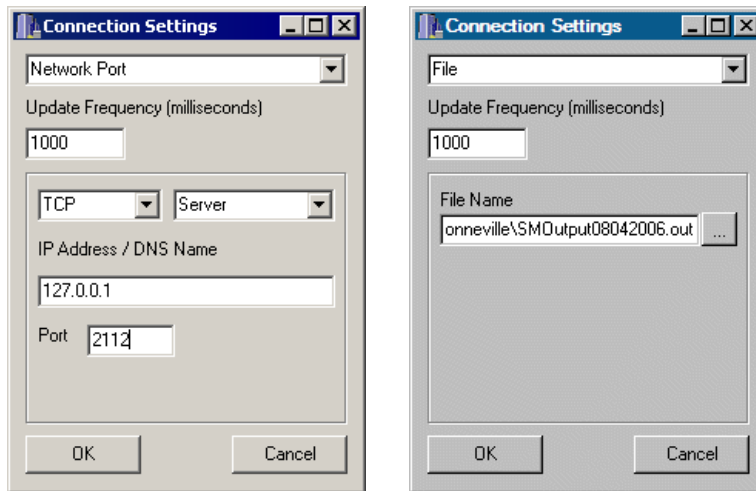 Connection Settings
Network Port
Update Frequency (milliseconds)
1000
TCP Server
IP Address / DNS Name
127.0.0.1
Port 2112
OK Cancel
Connection Settings
File
Update Frequency (milliseconds)
1000
File Name
onneville\SMOutput08042006.out ...
OK Cancel